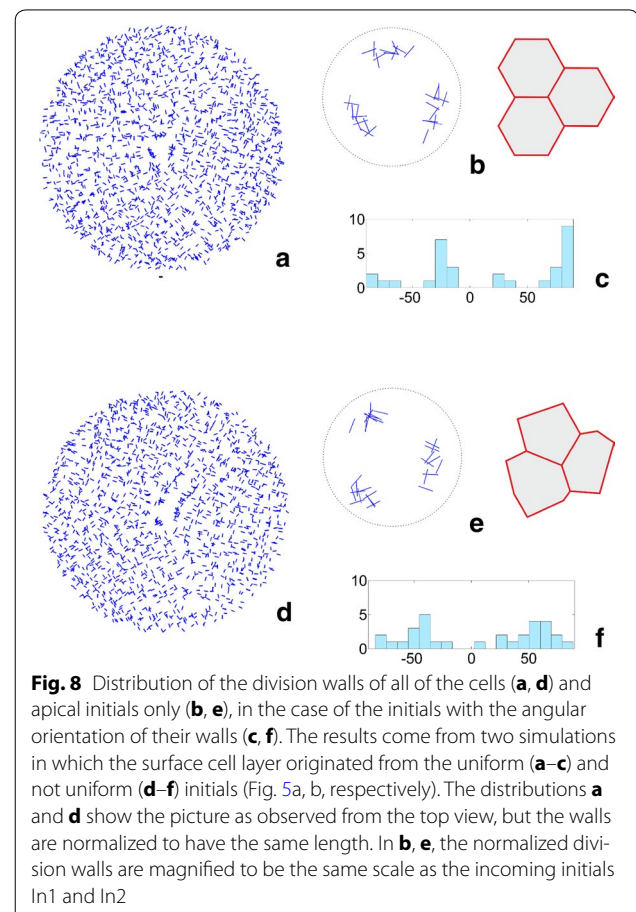 a
b
10
5
0
-50 0 50
c
d
e
10
5
0
-50 0 50
f
Fig. 8 Distribution of the division walls of all of the cells (a, d) and
apical initials only (b, e), in the case of the initials with the angular
orientation of their walls (c, f). The results come from two simulations
in which the surface cell layer originated from the uniform (a–c) and
not uniform (d–f) initials (Fig. 5a, b, respectively). The distributions a
and d show the picture as observed from the top view, but the walls
are normalized to have the same length. In b, e, the normalized divi-
sion walls are magnified to be the same scale as the incoming initials
In1 and In2